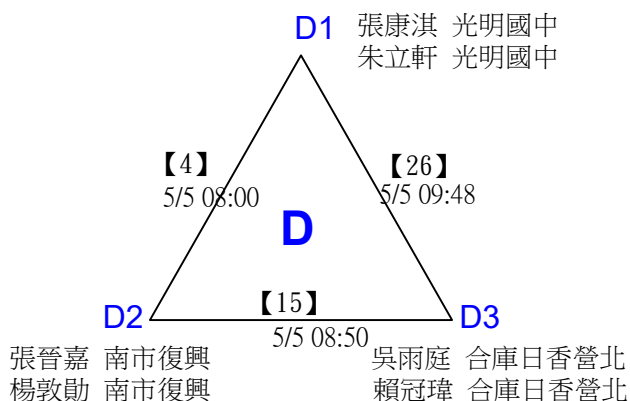 D1 張康淇 光明國中
朱立軒 光明國中
【4】
5/5 08:00
【26】
5/5 09:48
D
【15】
5/5 08:50
D2
D3
張晉嘉 南市復興
楊敦勛 南市復興
吳雨庭 合庫日香營北
賴冠瑋 合庫日香營北